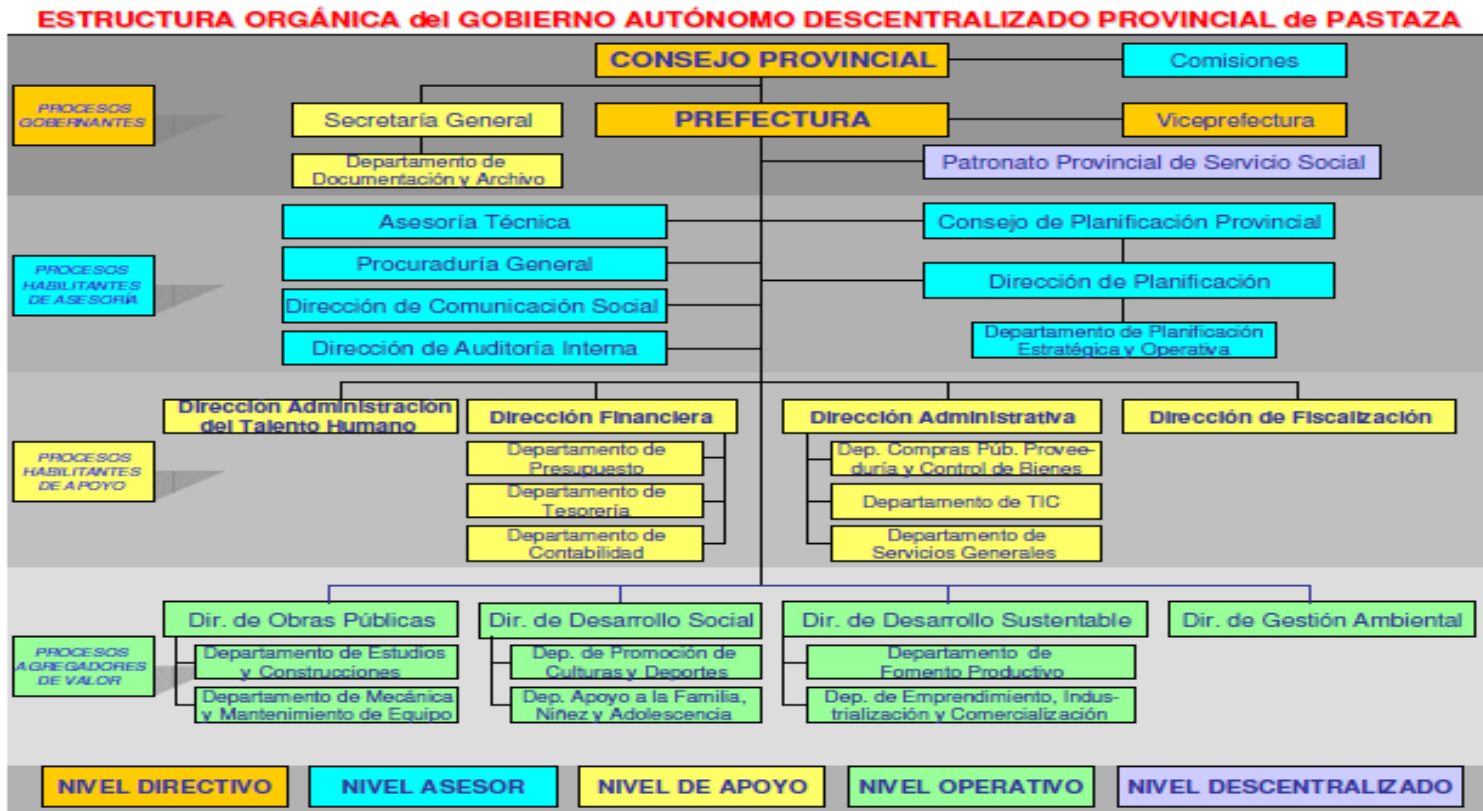 ESTRUCTURA ORGÁNICA del GOBIERNO AUTÓNOMO DESCENTRALIZADO PROVINCIAL de PASTAZA
CONSEJO PROVINCIAL
Comisiones
PROCESOS
GOBERNANTES
Secretaría General
PREFECTURA
Viceprefectura
Departamento de
Documentación y Archivo
Patronato Provincial de Servicio Social
PROCESOS
HABILITANTES
DE ASESORÍA
Asesoría Técnica
Consejo de Planificación Provincial
Procuraduría General
Dirección de Planificación
Dirección de Comunicación Social
Dirección de Auditoría Interna
Departamento de Planificación
Estratégica y Operativa
PROCESOS
HABILITANTES
DE APOYO
Dirección Administración
del Talento Humano
Dirección Financiera
Dirección Administrativa
Dirección de Fiscalización
Departamento de
Presupuesto
Dep. Compras Púb. Provee-
duría y Control de Bienes
Departamento de
Tesorería
Departamento de TIC
Departamento de
Contabilidad
Departamento de
Servicios Generales
PROCESOS
AGREGADORES
DE VALOR
Dir. de Obras Públicas
Dir. de Desarrollo Social
Dir. de Desarrollo Sustentable
Dir. de Gestión Ambiental
Departamento de Estudios
y Construcciones
Dep. de Promoción de
Culturas y Deportes
Departamento de
Fomento Productivo
Departamento de Mecánica
y Mantenimiento de Equipo
Dep. Apoyo a la Familia,
Niñez y Adolescencia
Dep. de Emprendimiento, Indus-
trialización y Comercialización
NIVEL DIRECTIVO
NIVEL ASESOR
NIVEL DE APOYO
NIVEL OPERATIVO
NIVEL DESCENTRALIZADO